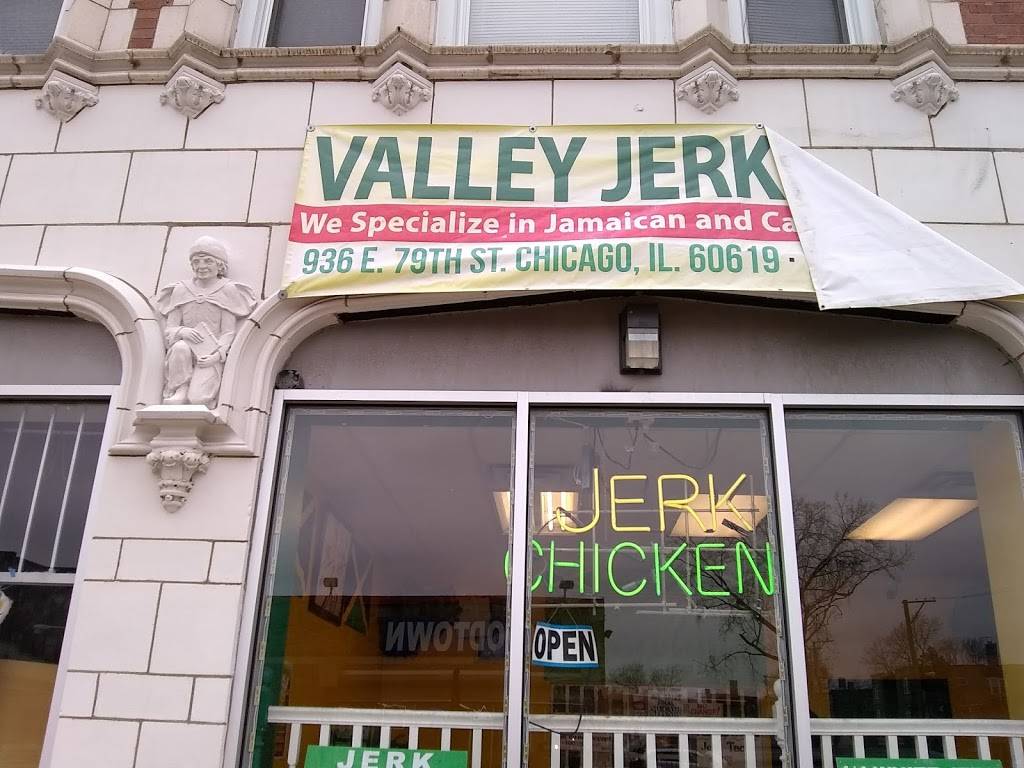 VALLEY JERK
We Specialize in Jamaican and Ca
936 E. 79TH ST. CHICAGO, IL. 60619 •
JERK
CHICKEN
OPEN
JERK